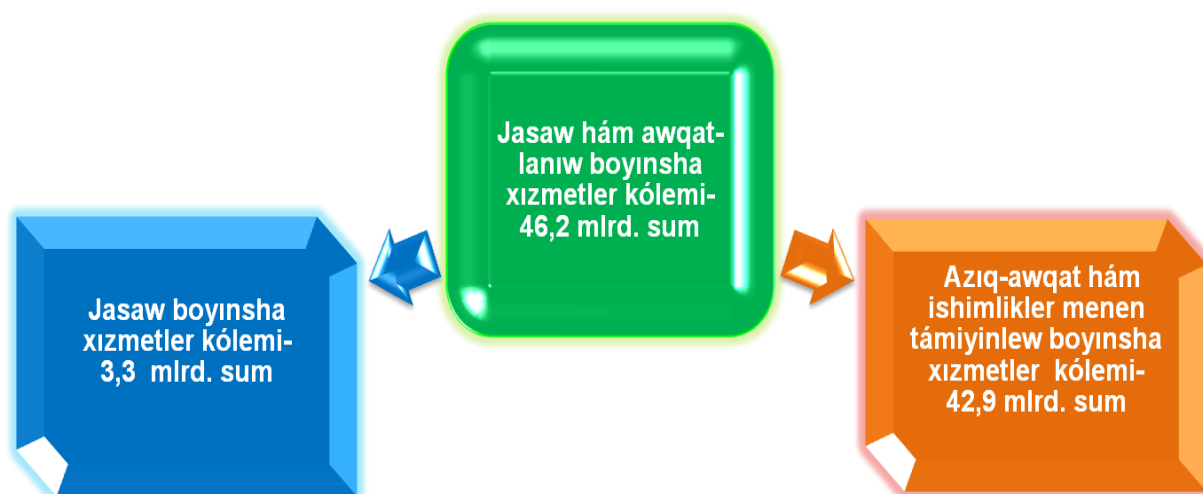 Jasaw hám awqat-
lanıw boyınsha
xızmetler kólemi-
46,2 mlrd. sum
Jasaw boyınsha
xızmetler kólemi-
3,3 mlrd. sum
Azıq-awqat hám
ishimlikler menen
támiyinlew boyınsha
xızmetler kólemi-
42,9 mlrd. sum